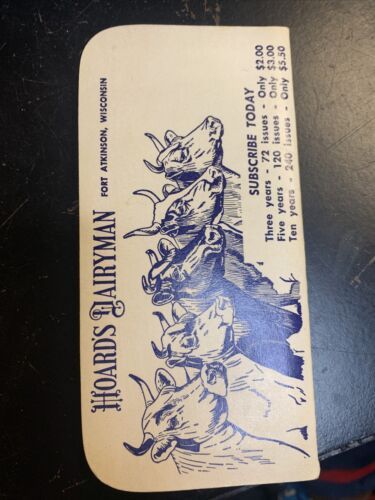 HOARD'S DAIRYMAN
FORT ATKINSON, WISCONSIN
SUBSCRIBE TODAY
Three years - 72 issues - Only $2.00
Five years - 120 issues - Only $3.00
Ten years - 240 issues - Only $5.50